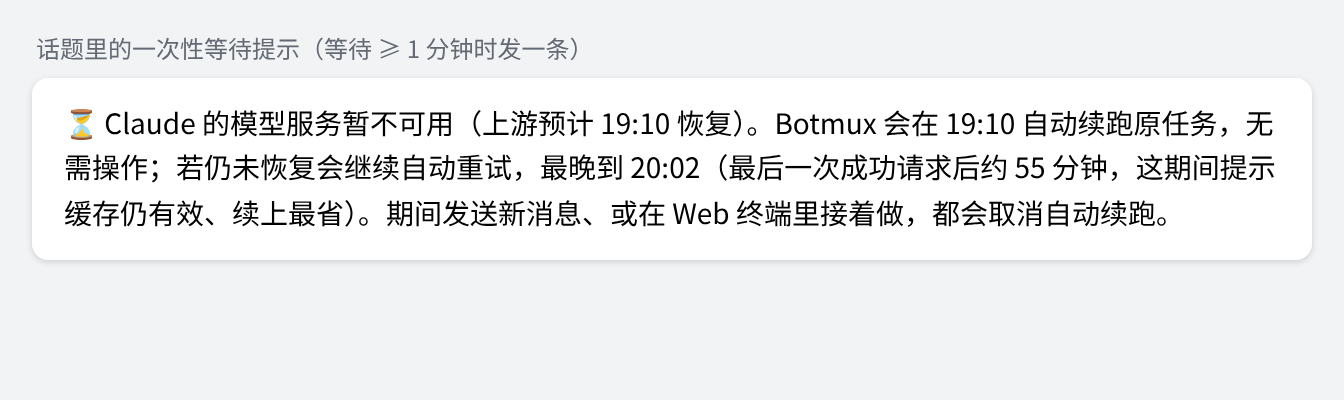 话题里的一次性等待提示（等待 ≥ 1 分钟时发一条）
⏳ Claude 的模型服务暂不可用（上游预计 19:10 恢复）。Botmux 会在 19:10 自动续跑原任务，无
需操作；若仍未恢复会继续自动重试，最晚到 20:02（最后一次成功请求后约 55 分钟，这期间提示
缓存仍有效、续上最省）。期间发送新消息、或在 Web 终端里接着做，都会取消自动续跑。